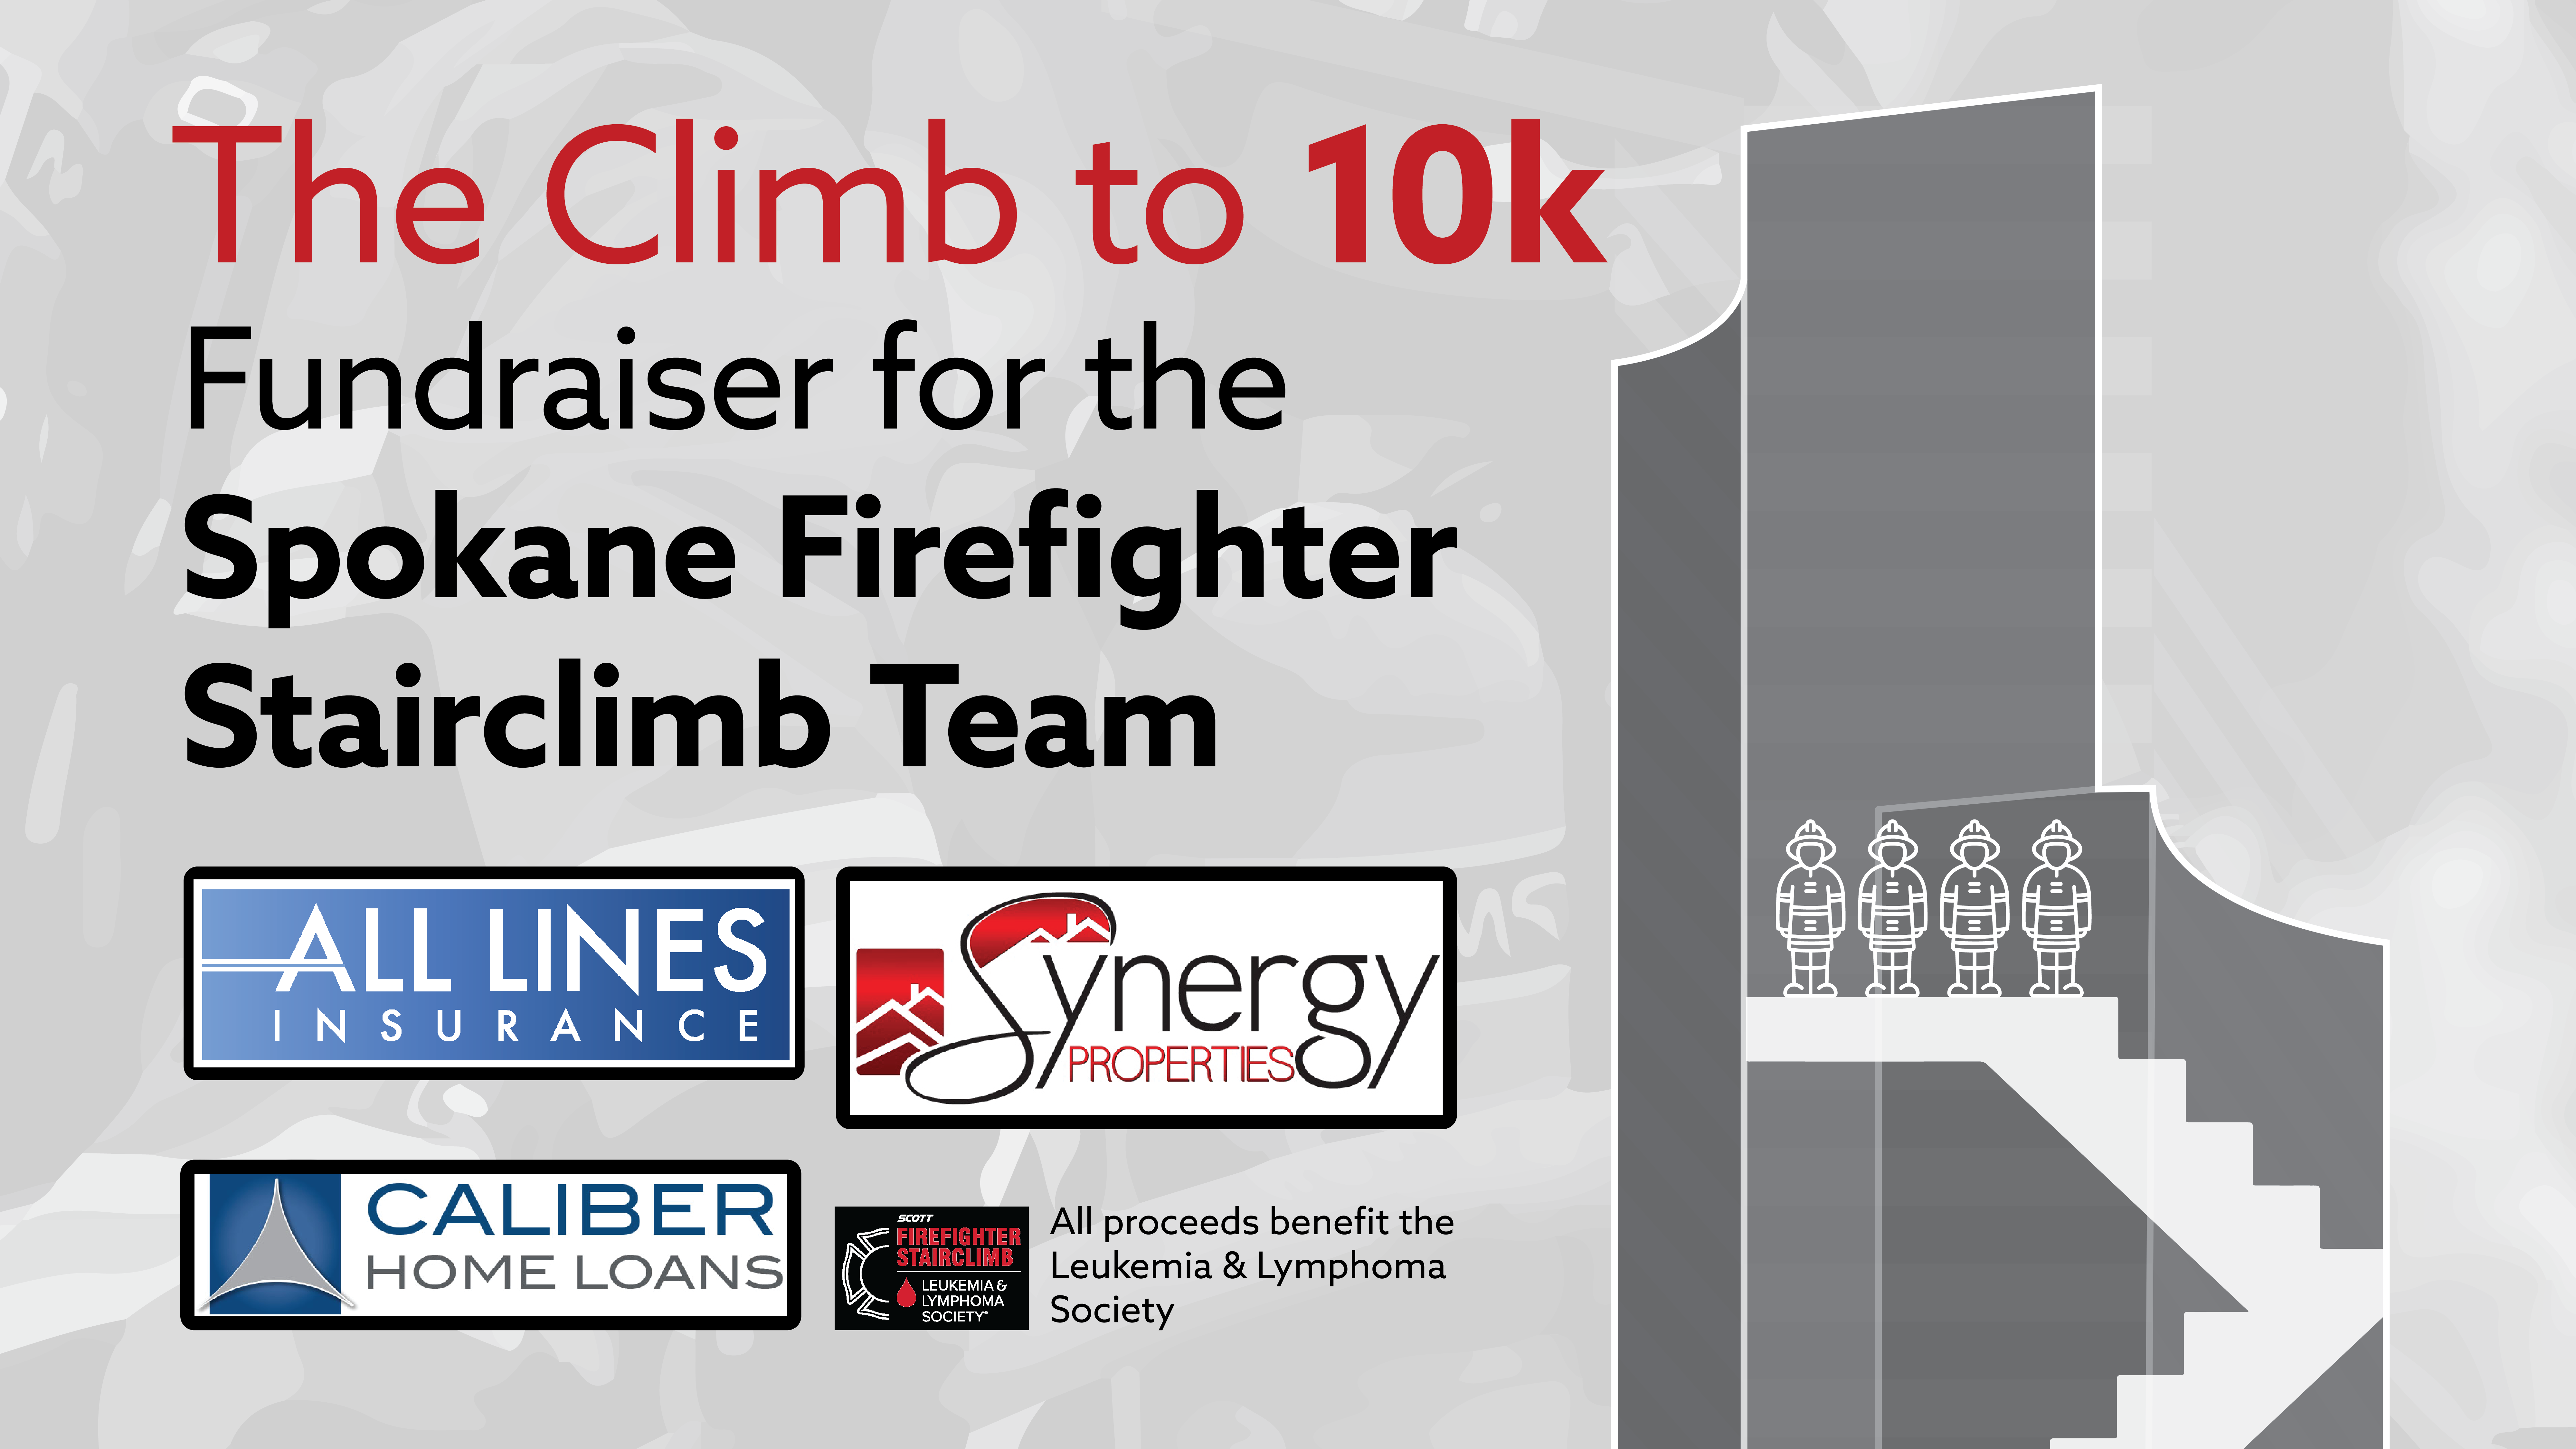 The Climb to 10k
Fundraiser for the
Spokane Firefighter
Stairclimb Team
ALL LINES
INSURANCE
Synergy
PROPERTIES
CALIBER
HOME LOANS
SCOTT
FIREFIGHTER
STAIRCLIMB
LEUKEMIA &
LYMPHOMA
SOCIETY®
All proceeds benefit the
Leukemia & Lymphoma
Society